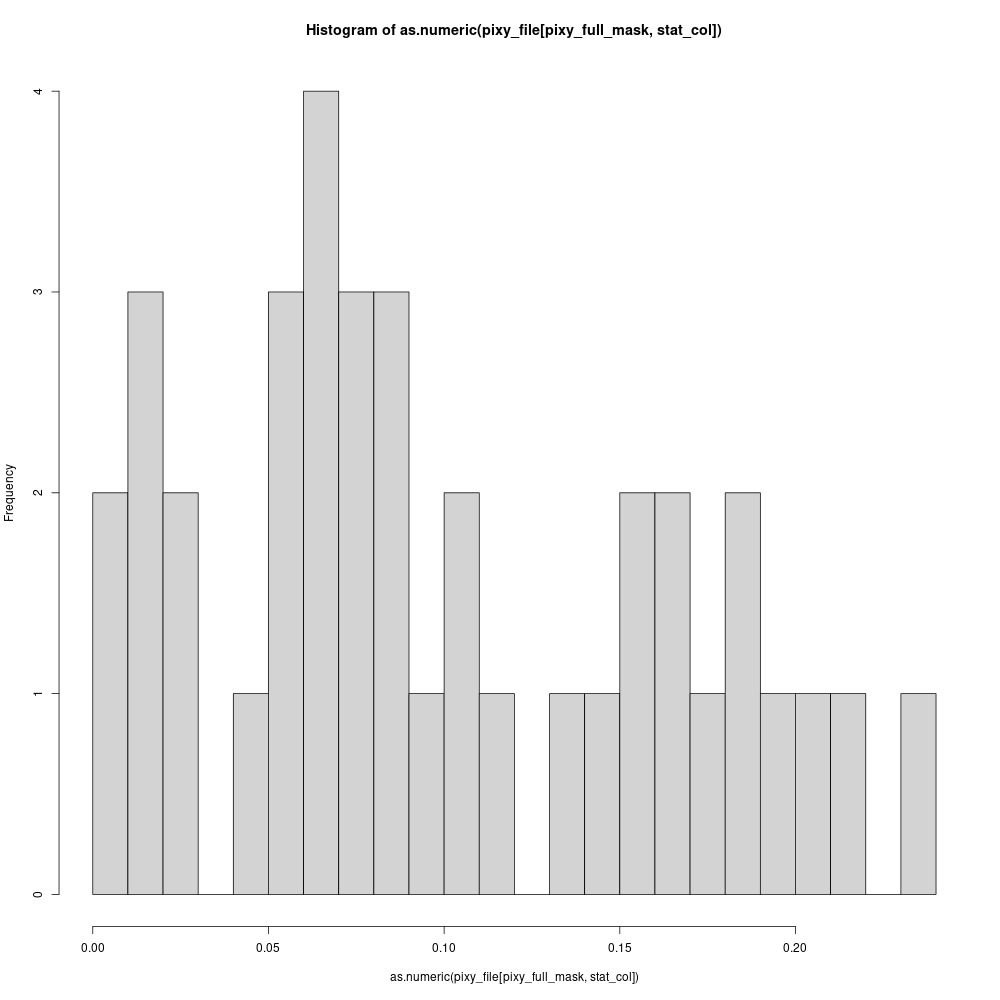 Histogram of as.numeric(pixy_file[pixy_full_mask, stat_col])
4
3
2
1
0
Frequency
0.00 0.05 0.10 0.15 0.20
as.numeric(pixy_file[pixy_full_mask, stat_col])